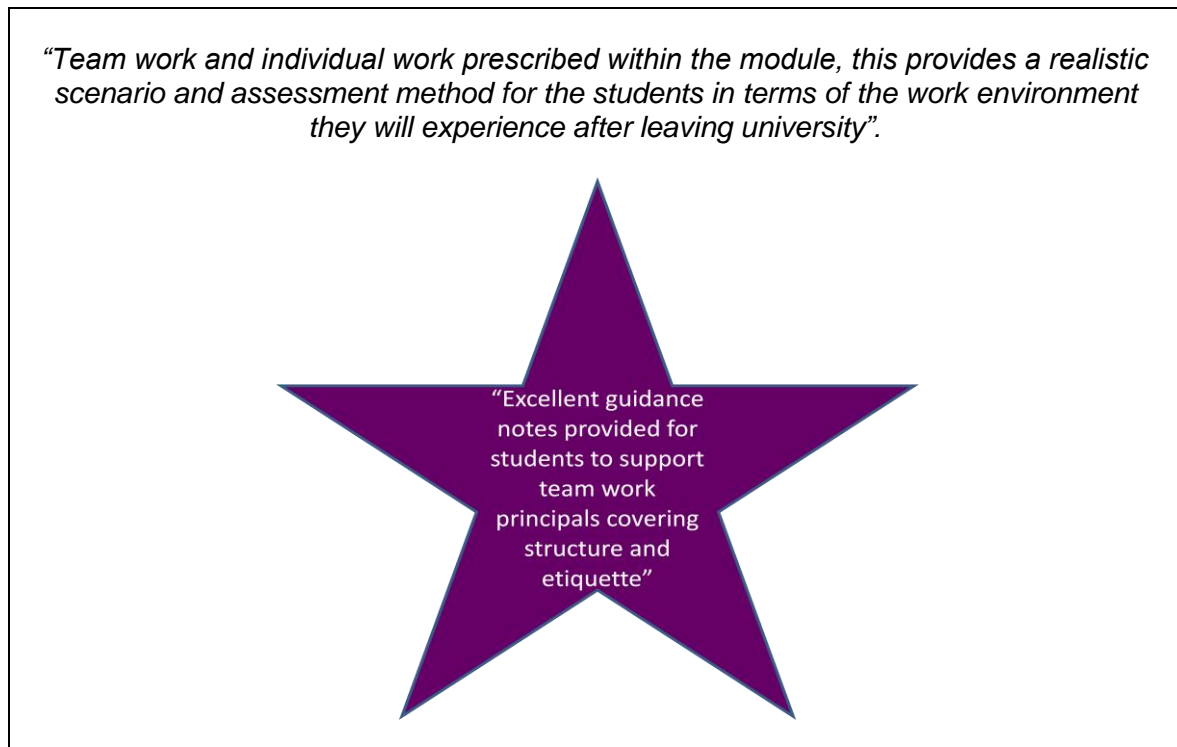 “Team work and individual work prescribed within the module, this provides a realistic
scenario and assessment method for the students in terms of the work environment
they will experience after leaving university”.
“Excellent guidance
notes provided for
students to support
team work
principals covering
structure and
etiquette”